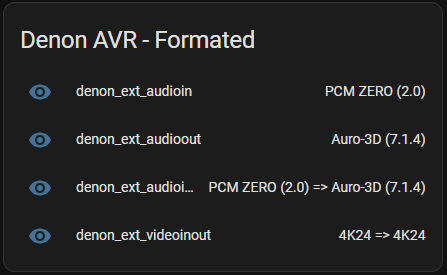 Denon AVR - Formated
denon_ext_audioin PCM ZERO (2.0)
denon_ext_audioout Auro-3D (7.1.4)
denon_ext_audioi... PCM ZERO (2.0) => Auro-3D (7.1.4)
denon_ext_videoinout 4K24 => 4K24